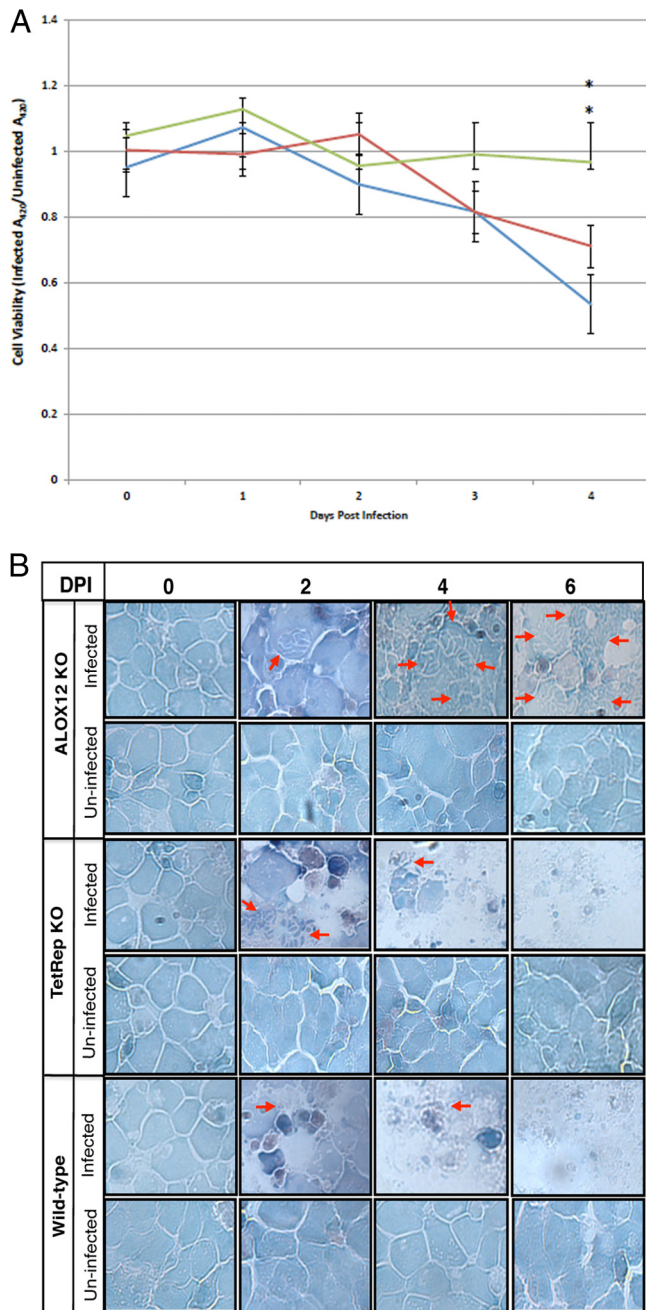 A
1.4
1.2
1
0.8
0.6
0.4
0.2
0
Cell Viability (Infected A420/Uninfected A420)
*
*
0 1 2 3 4
Days Post Infection
B
DPI 0 2 4 6
ALOX12 KO
Infected
Un-infected
TetRep KO
Infected
Un-infected
Wild-type
Infected
Un-infected